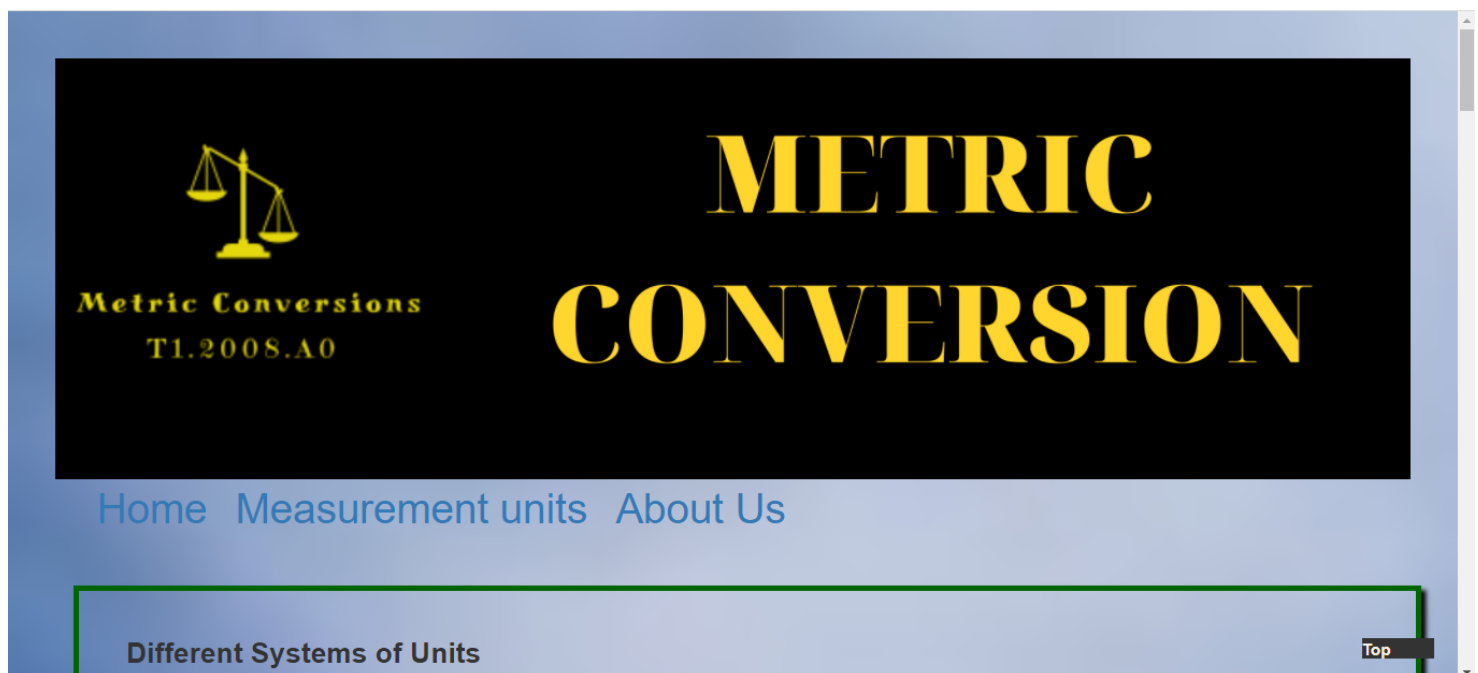 METRIC
CONVERSION
Metric Conversions
T1.2008.A0
Home Measurement units About Us
Different Systems of Units
Top